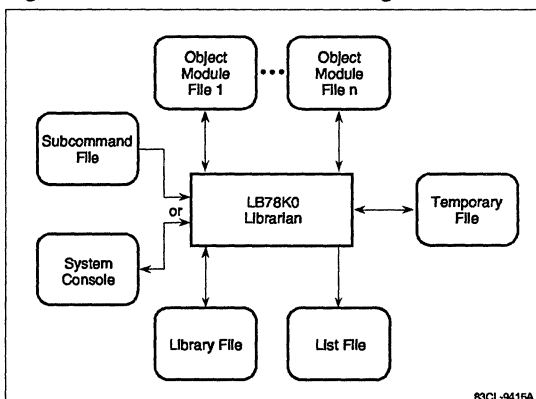 Object
Module
File 1
•••
Object
Module
File n
Subcommand
File
or
LB78K0
Librarian
Temporary
File
System
Console
Library File
List File
83CL-9416A